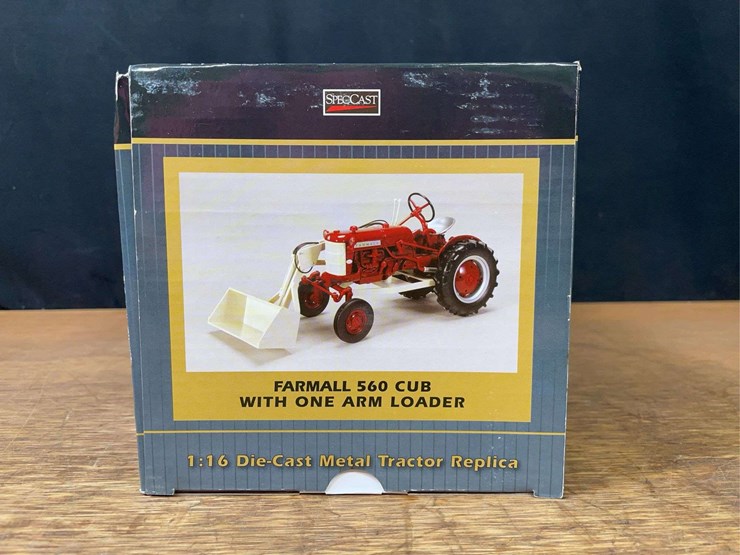 SPECCAST
FARMALL 560 CUB
WITH ONE ARM LOADER
1:16 Die-Cast Metal Tractor Replica